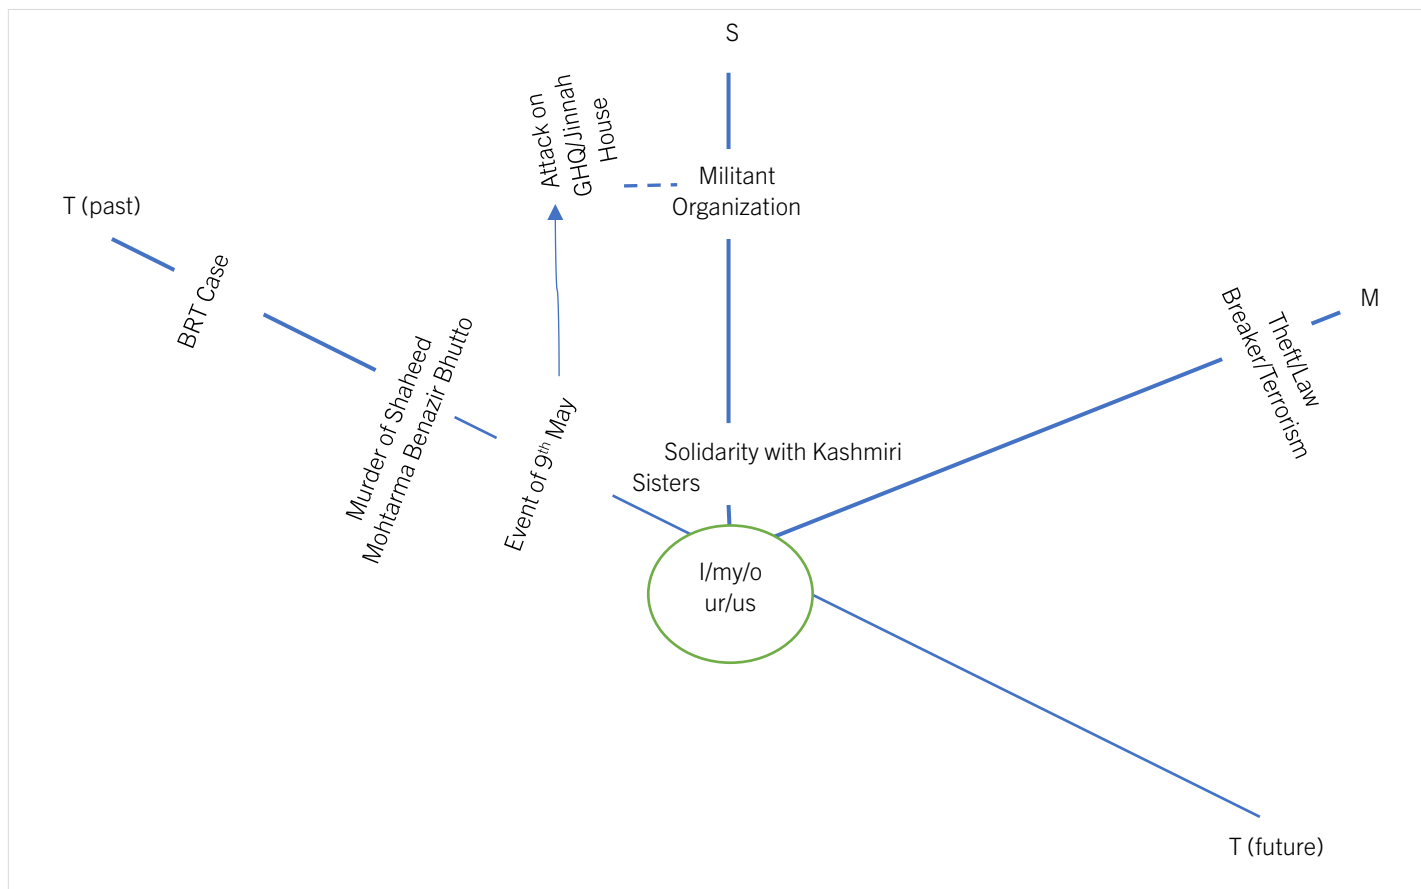 S
Attack on
GHQ/Jinnah
House
Militant
Organization
T (past)
BRT Case
Murder of Shaheed
Mohtarma Benazir Bhutto
Event of 9th May
Solidarity with Kashmiri
Sisters
Theft/Law
Breaker/Terrorism
M
I/my/o
ur/us
T (future)